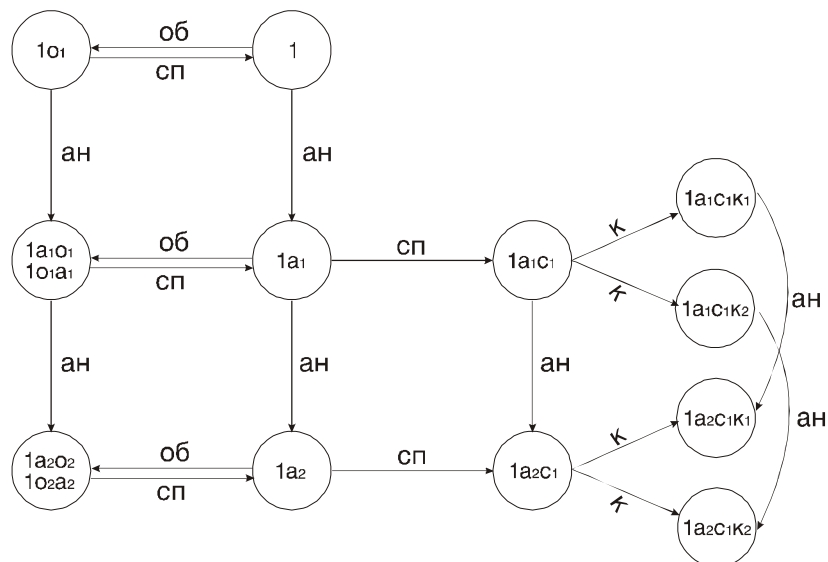 1о₁
об
сп
1
ан
ан
1а₁о₁
1о₁а₁
об
сп
1а₁
сп
1а₁с₁
к
к
1а₁с₁к₁
1а₁с₁к₂
ан
ан
ан
ан
1а₂о₂
1о₂а₂
об
сп
1а₂
сп
1а₂с₁
к
к
1а₂с₁к₁
1а₂с₁к₂
ан